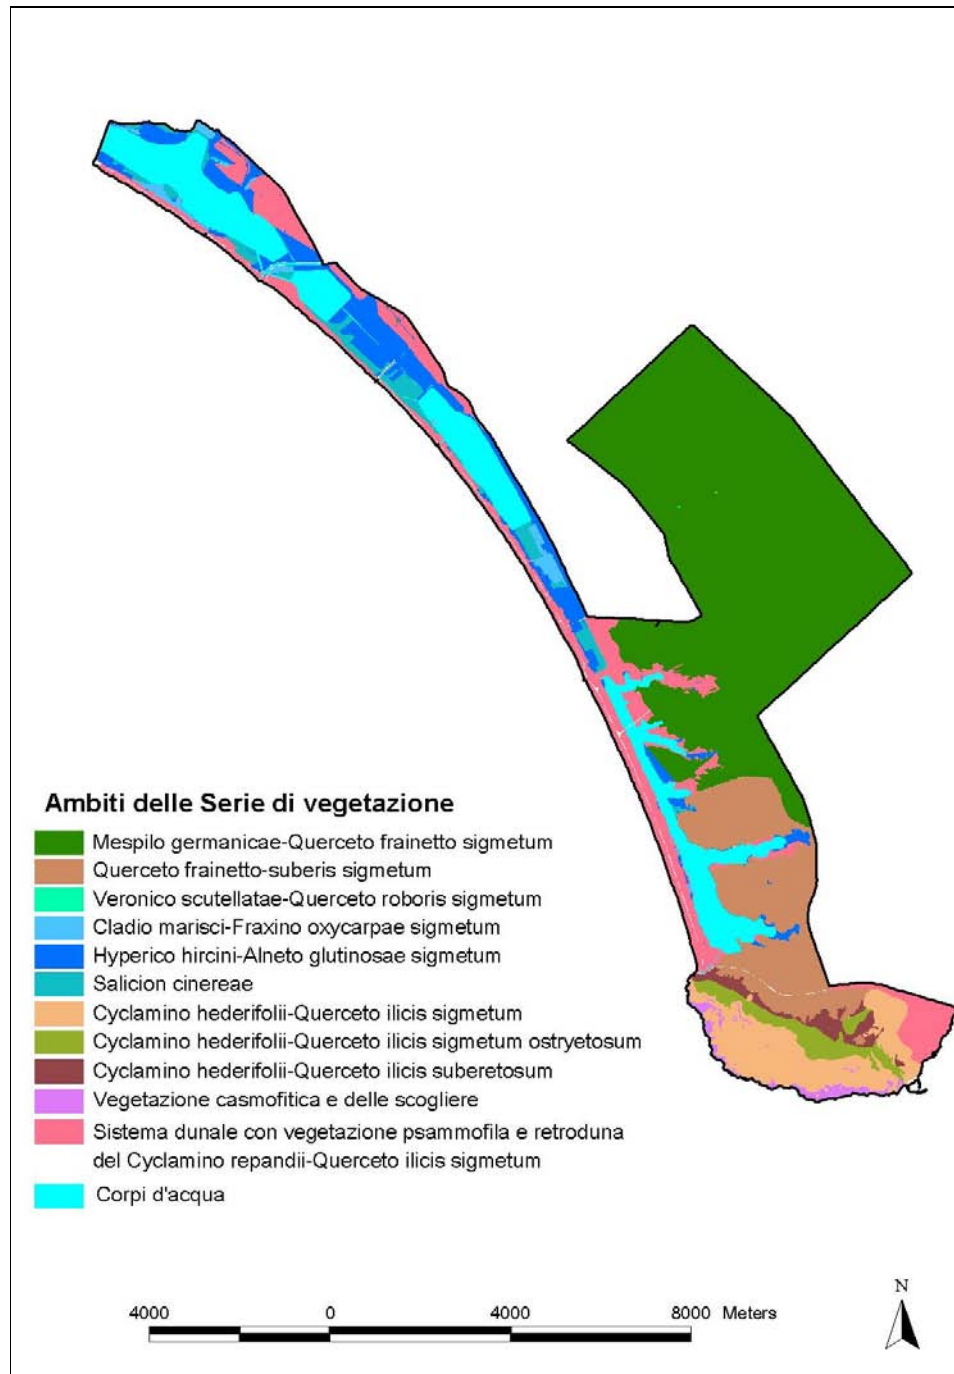 Ambiti delle Serie di vegetazione
Mespilo germanicae-Querceto frainetto sigmetum
Querceto frainetto-suberis sigmetum
Veronico scutellatae-Querceto roboris sigmetum
Cladio marisci-Fraxino oxycarpae sigmetum
Hyperico hircini-Alneto glutinosae sigmetum
Salicion cinereae
Cyclamino hederifolii-Querceto ilicis sigmetum
Cyclamino hederifolii-Querceto ilicis sigmetum ostryetosum
Cyclamino hederifolii-Querceto ilicis suberetosum
Vegetazione casmofitica e delle scogliere
Sistema dunale con vegetazione psammofila e retroduna
del Cyclamino repandii-Querceto ilicis sigmetum
Corpi d'acqua
4000 0 4000 8000 Meters
N